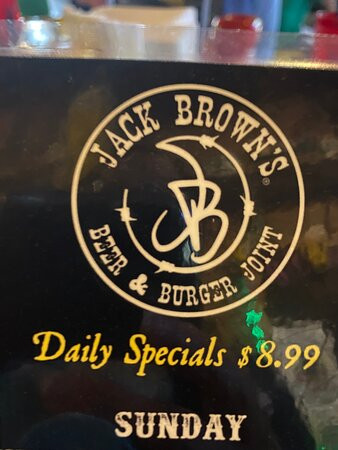 JACK BROWN'S®
JB
BEER & BURGER JOINT
Daily Specials $8.99
SUNDAY